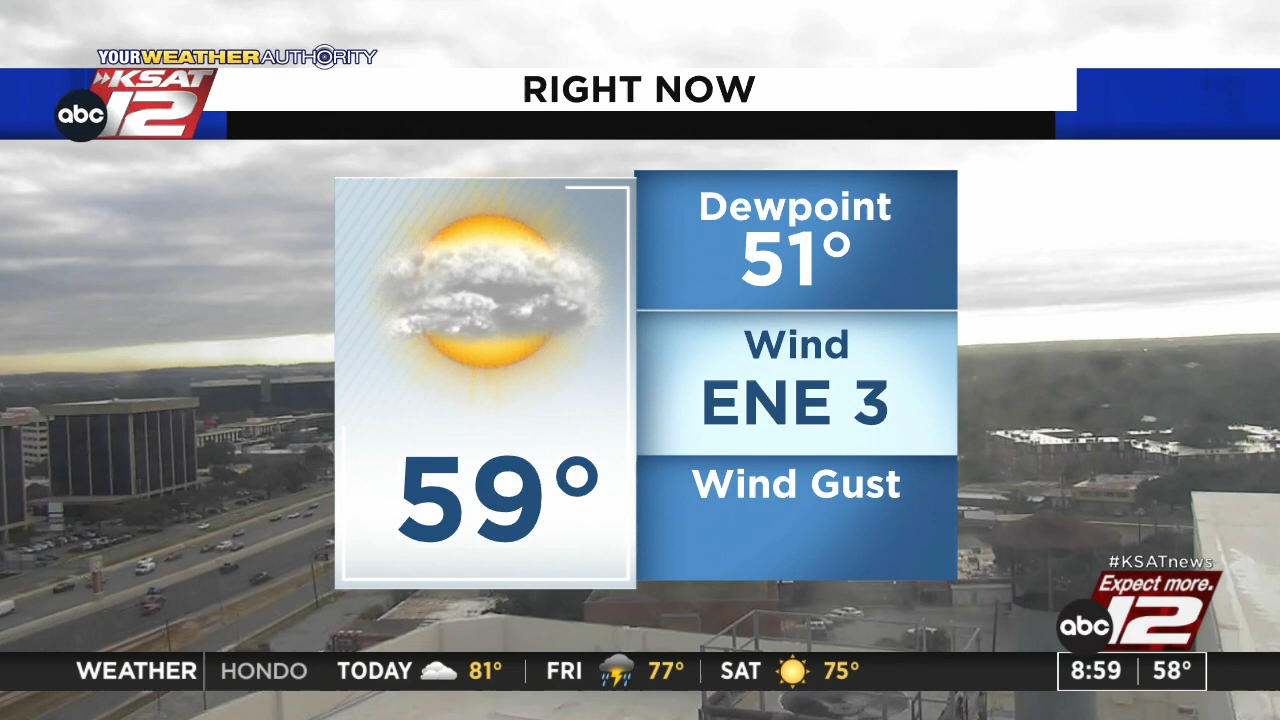 YOURWEATHERAUTHORITY
KSAT
abc 12
RIGHT NOW
59°
Dewpoint
51°
Wind
ENE 3
Wind Gust
#KSATnews
Expect more.
abc 12
WEATHER HONDO TODAY 81° FRI 77° SAT 75° 8:59 58°